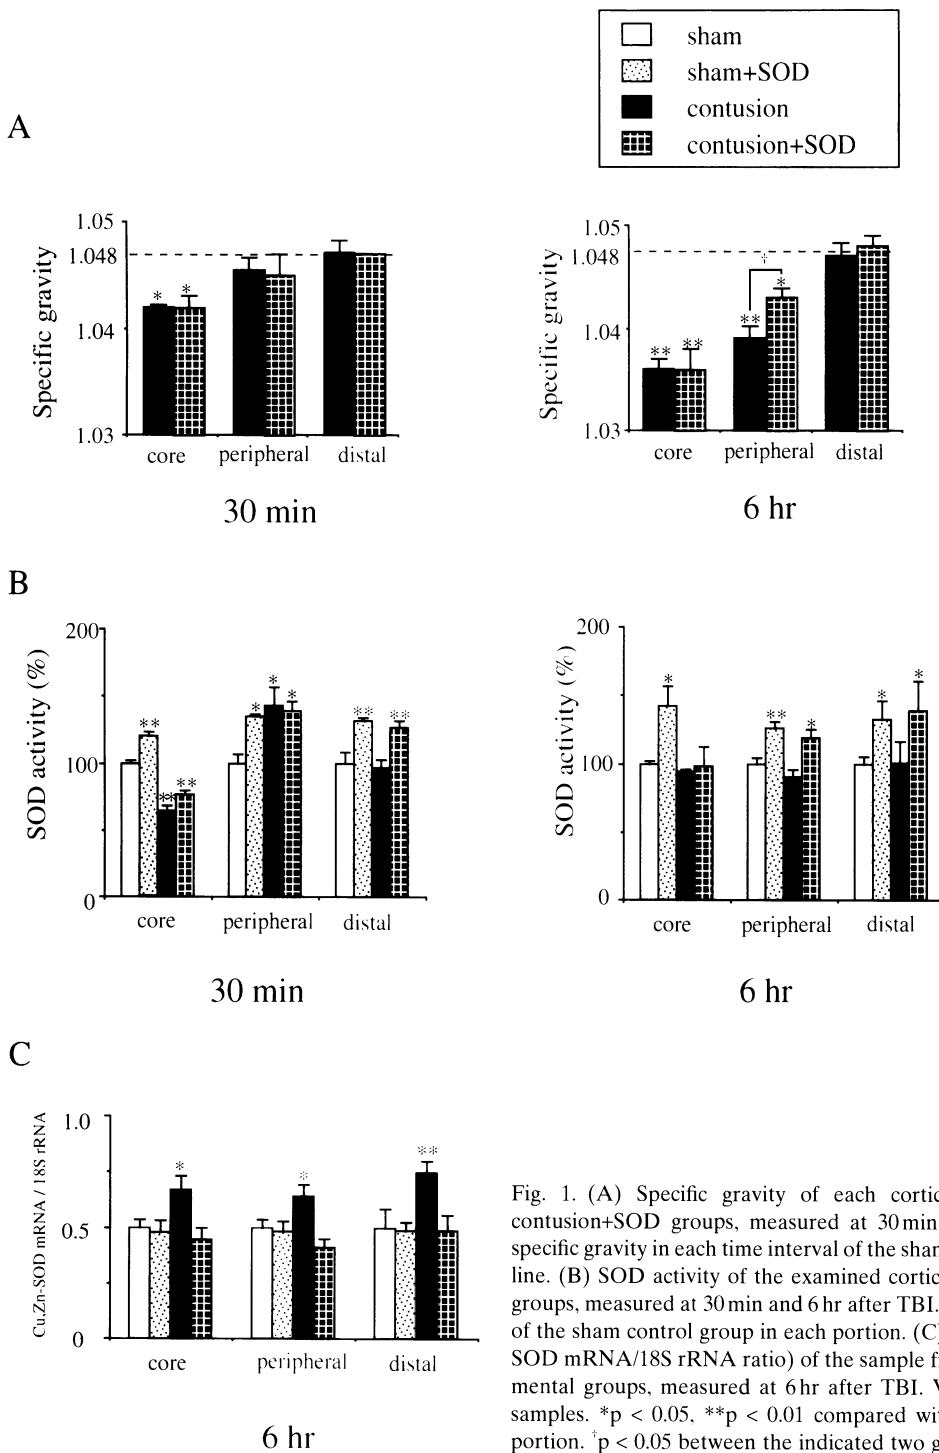 sham
sham+SOD
contusion
contusion+SOD
A
Specific gravity
1.05
1.048
1.04
1.03
*
*
core
peripheral
distal
30 min
Specific gravity
1.05
1.048
1.04
1.03
**
**
**
†
*
core
peripheral
distal
6 hr
B
SOD activity (%)
200
100
0
**
**
**
*
*
*
**
**
core
peripheral
distal
30 min
SOD activity (%)
200
100
0
*
**
*
*
*
core
peripheral
distal
6 hr
C
Cu.Zn-SOD mRNA / 18S rRNA
1.0
0.5
0
*
*
**
core
peripheral
distal
6 hr
Fig. 1. (A) Specific gravity of each cortic
contusion+SOD groups, measured at 30 min
specific gravity in each time interval of the sham
line. (B) SOD activity of the examined cortic
groups, measured at 30 min and 6 hr after TBI.
of the sham control group in each portion. (C)
SOD mRNA/18S rRNA ratio) of the sample fr
mental groups, measured at 6 hr after TBI. V
samples. *p < 0.05, **p < 0.01 compared wit
portion. †p < 0.05 between the indicated two g